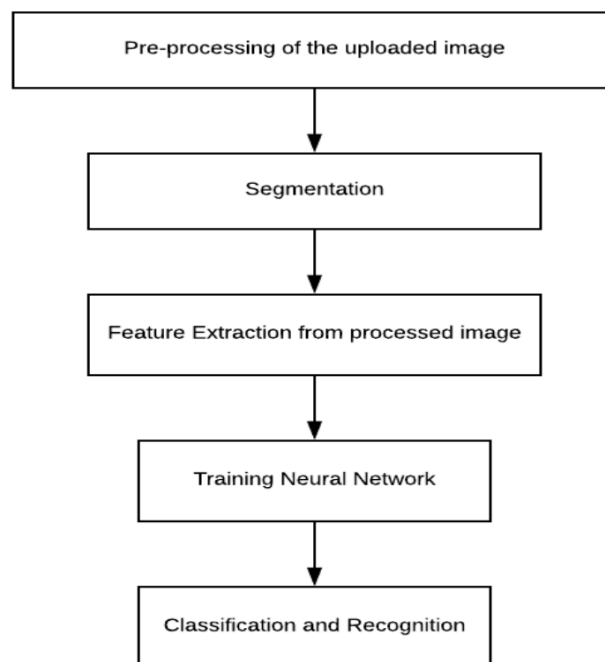 Pre-processing of the uploaded image
Segmentation
Feature Extraction from processed image
Training Neural Network
Classification and Recognition